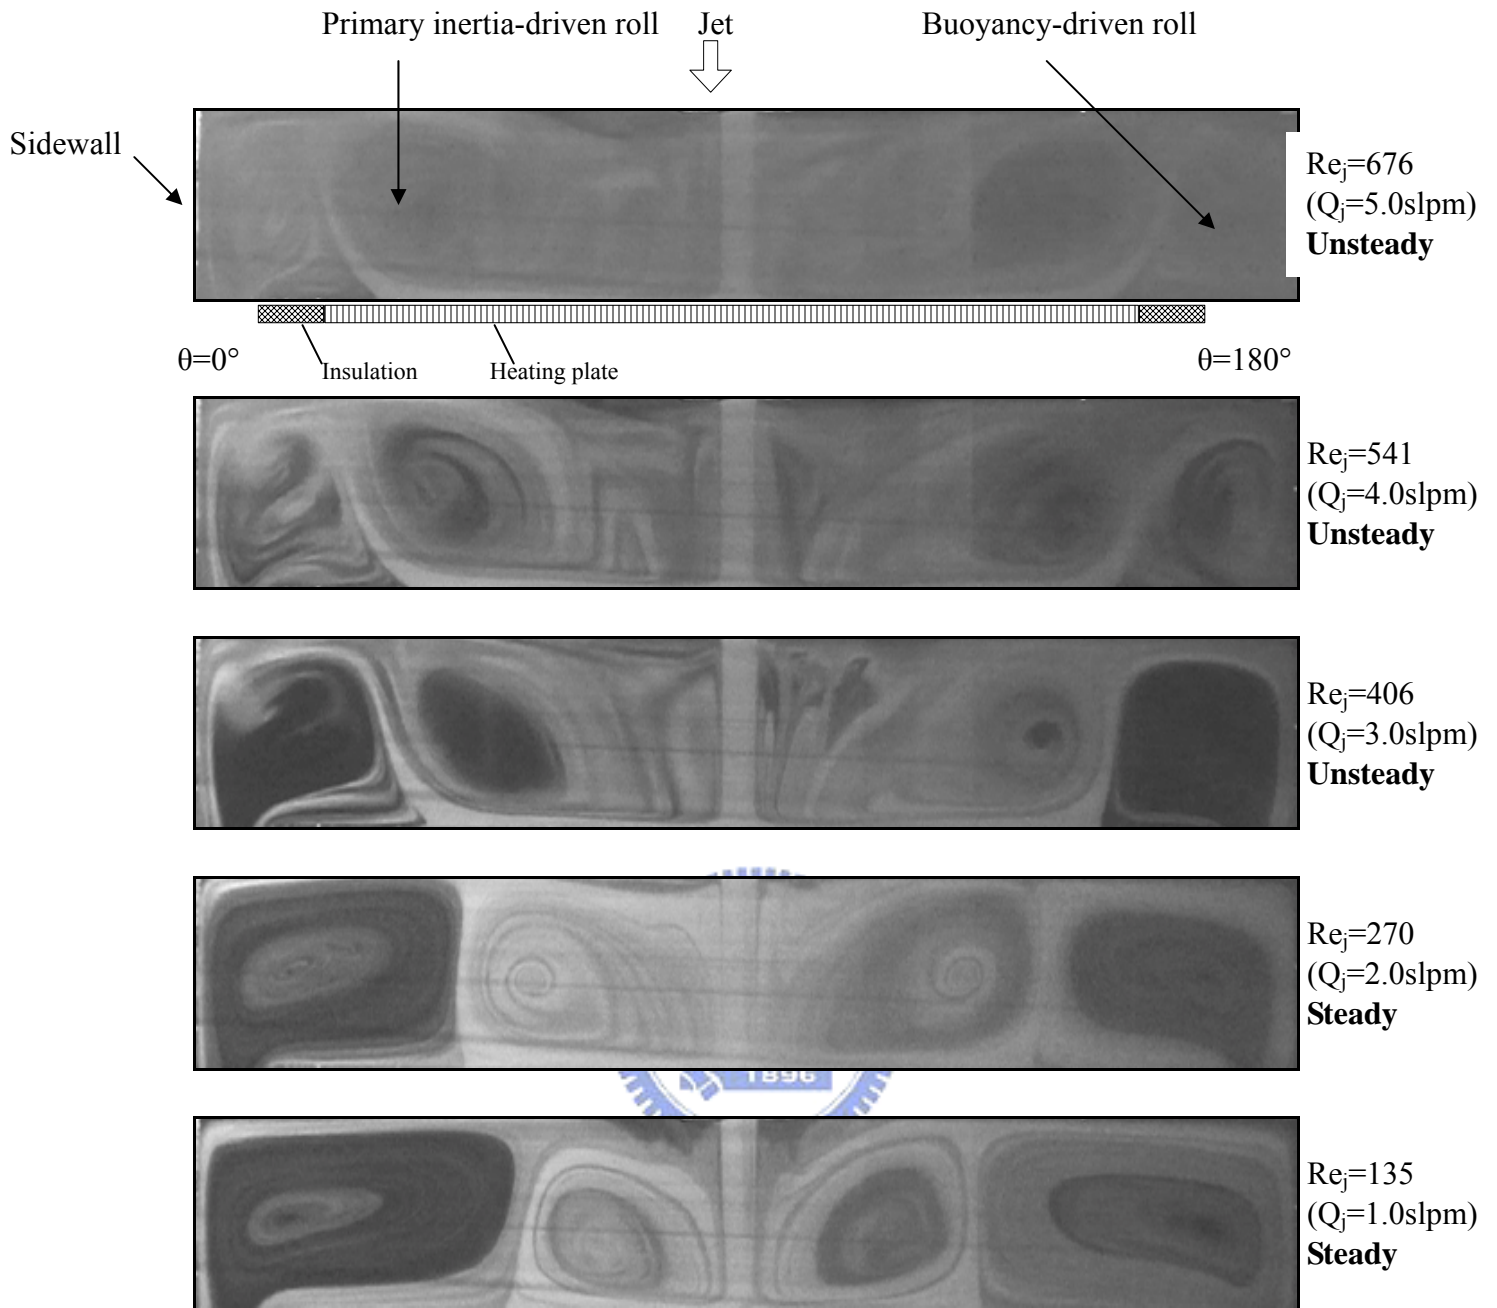 Primary inertia-driven roll Jet Buoyancy-driven roll
Sidewall
Re_j=676
(Q_j=5.0slpm)
Unsteady
θ=0° θ=180°
Insulation Heating plate
Re_j=541
(Q_j=4.0slpm)
Unsteady
Re_j=406
(Q_j=3.0slpm)
Unsteady
Re_j=270
(Q_j=2.0slpm)
Steady
1896
Re_j=135
(Q_j=1.0slpm)
Steady